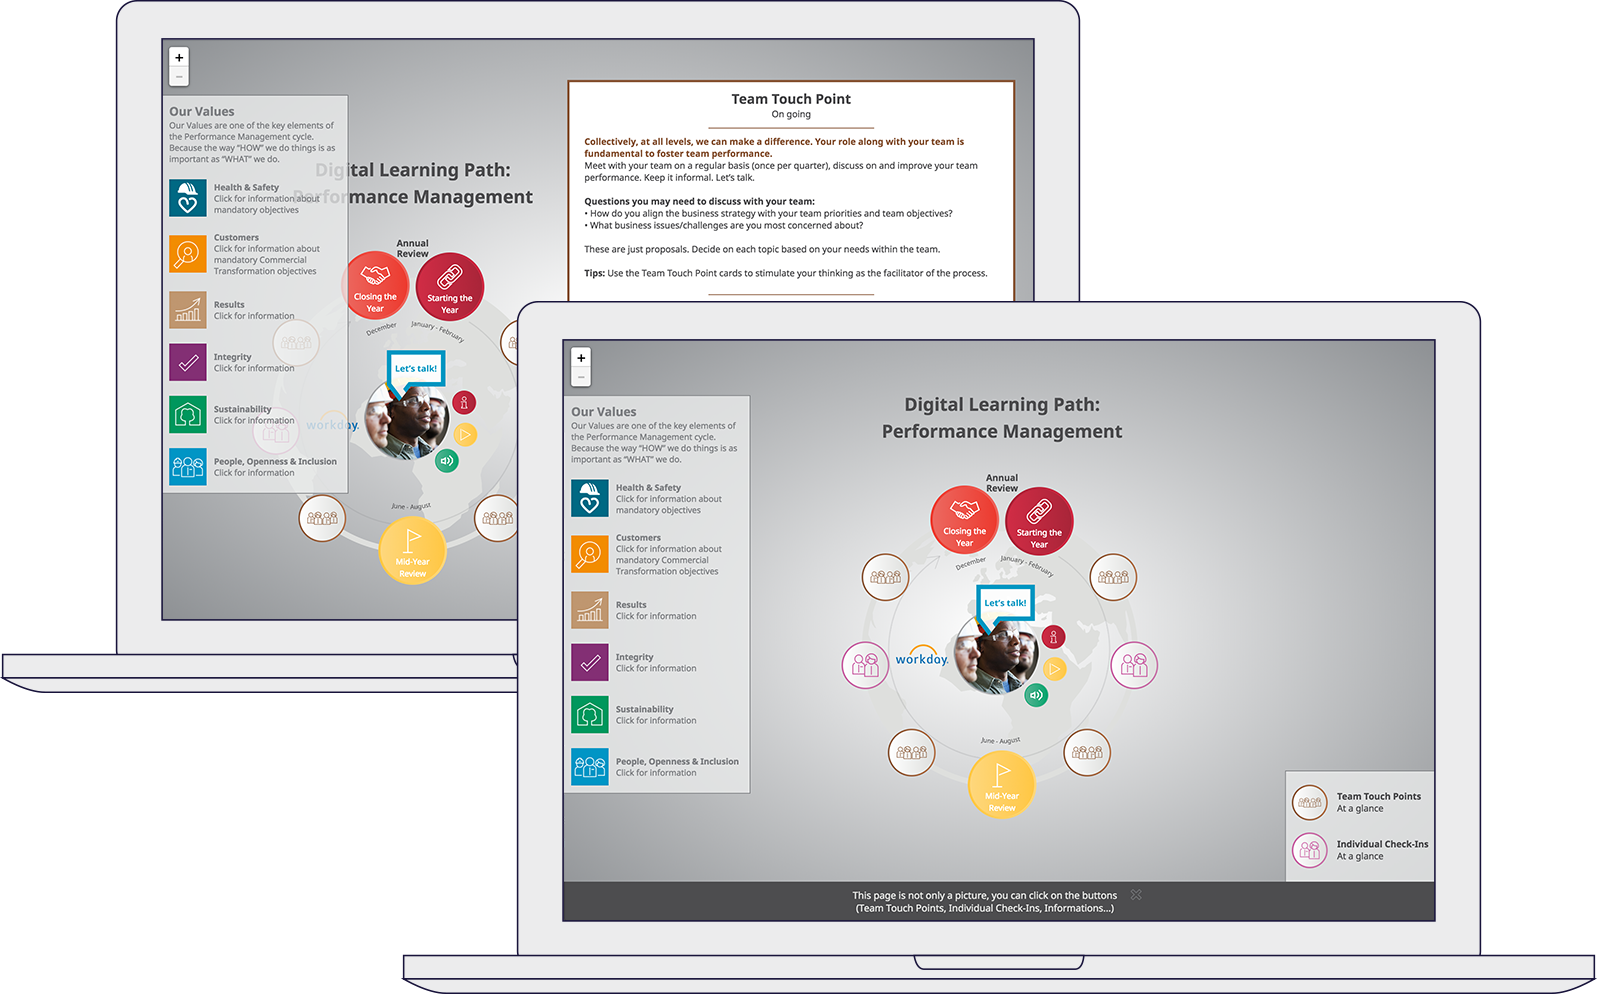 +
−
Our Values
Our Values are one of the key elements of
the Performance Management cycle.
Because the way “HOW” we do things is as
important as “WHAT” we do.
Health & Safety
Click for information about
mandatory objectives
Customers
Click for information about
mandatory Commercial
Transformation objectives
Results
Click for information
Integrity
Click for information
Sustainability
Click for information
People, Openness & Inclusion
Click for information
Digital Learning Path:
Performance Management
Annual
Review
Closing the
Year
Starting the
Year
December
January - February
Let's talk!
workday.
June - August
Mid-Year
Review
Team Touch Point
On going
Collectively, at all levels, we can make a difference. Your role along with your team is
fundamental to foster team performance.
Meet with your team on a regular basis (once per quarter), discuss on and improve your team
performance. Keep it informal. Let’s talk.
Questions you may need to discuss with your team:
• How do you align the business strategy with your team priorities and team objectives?
• What business issues/challenges are you most concerned about?
These are just proposals. Decide on each topic based on your needs within the team.
Tips: Use the Team Touch Point cards to stimulate your thinking as the facilitator of the process.
+
−
Our Values
Our Values are one of the key elements of
the Performance Management cycle.
Because the way “HOW” we do things is as
important as “WHAT” we do.
Health & Safety
Click for information about
mandatory objectives
Customers
Click for information about
mandatory Commercial
Transformation objectives
Results
Click for information
Integrity
Click for information
Sustainability
Click for information
People, Openness & Inclusion
Click for information
Digital Learning Path:
Performance Management
Annual
Review
Closing the
Year
Starting the
Year
December
January - February
Let's talk!
workday.
June - August
Mid-Year
Review
Team Touch Points
At a glance
Individual Check-Ins
At a glance
This page is not only a picture, you can click on the buttons
(Team Touch Points, Individual Check-Ins, Informations...)